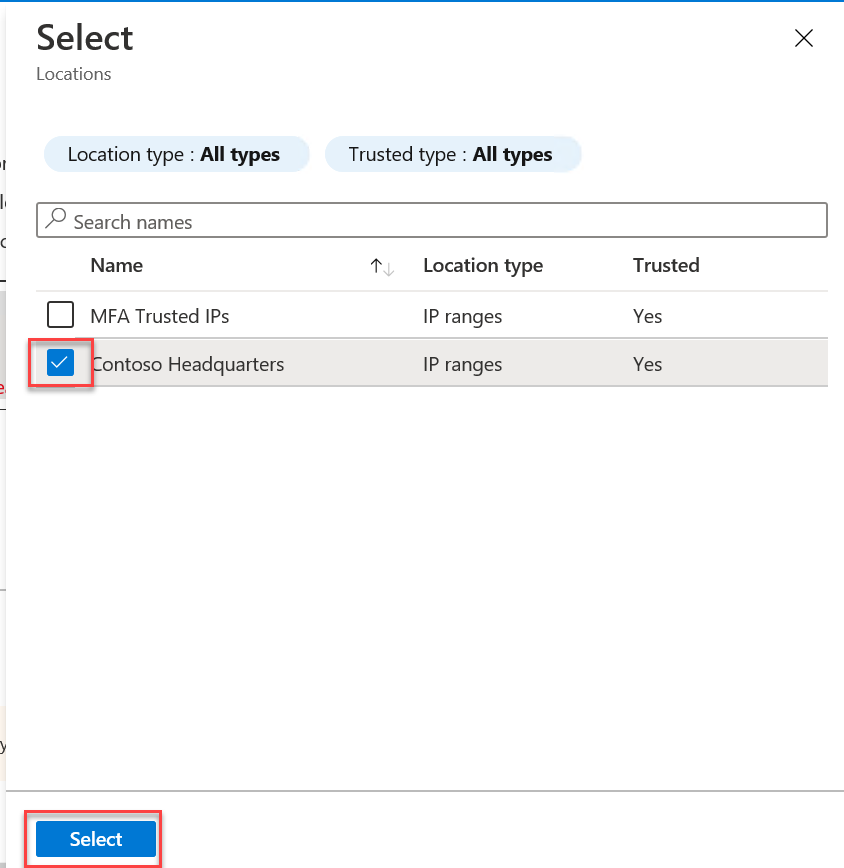 Select
Locations
Location type : All types Trusted type : All types
Search names
Name Location type Trusted
MFA Trusted IPs IP ranges Yes
Contoso Headquarters IP ranges Yes
Select